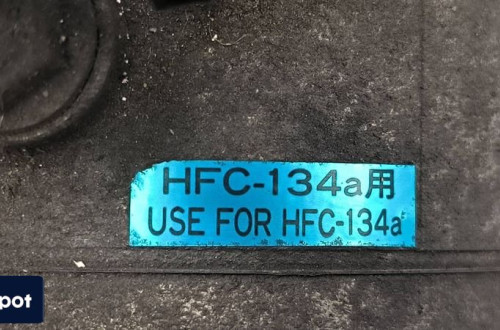 HFC-134a用
USE FOR HFC-134a
pot